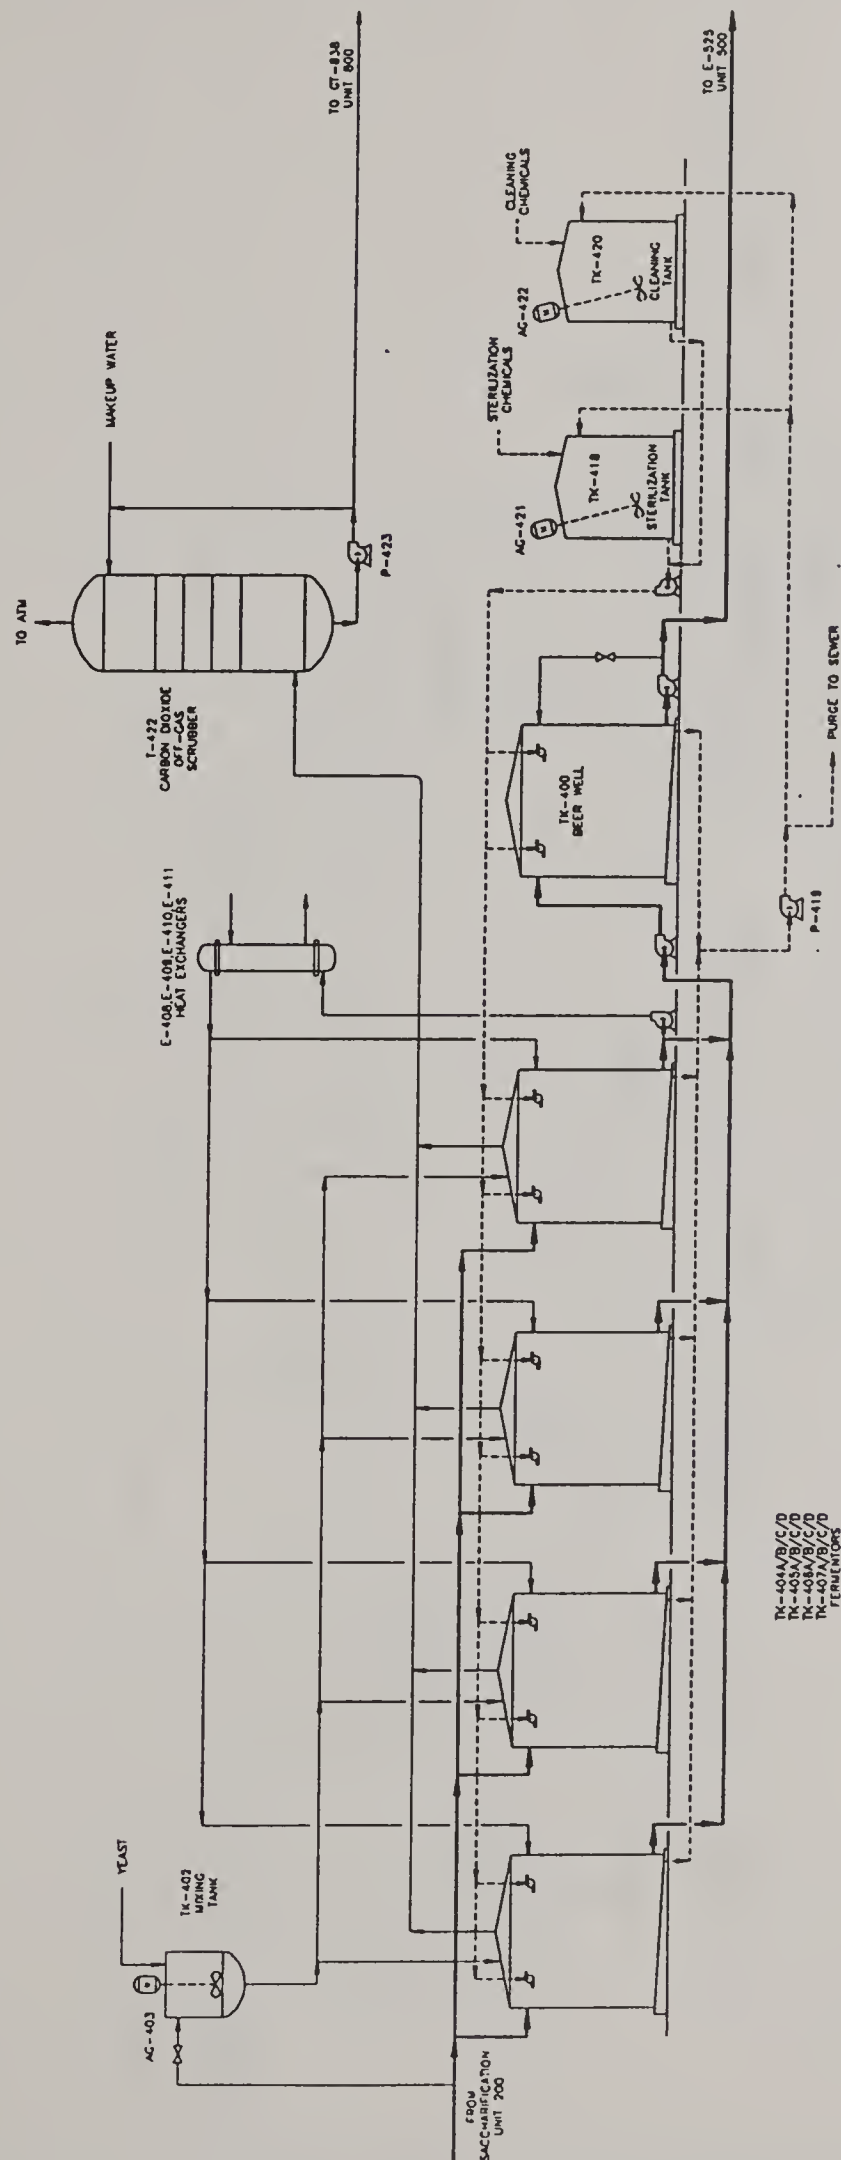 TO CT-838
UNIT 800
TO E-525
UNIT 500
MAKEUP WATER
TO ATM
P-423
T-422
CARBON DIOXIDE
OFF-GAS
SCRUBBER
CLEANING
CHEMICALS
AG-422
TK-420
CLEANING
TANK
STERILIZATION
CHEMICALS
AG-421
TK-418
STERILIZATION
TANK
TK-400
BEER WELL
PURGE TO SEWER
P-419
E-408,E-409,E-410,E-411
HEAT EXCHANGERS
TK-404A/B/C/D
TK-405A/B/C/D
TK-406A/B/C/D
TK-407A/B/C/D
FERMENTORS
YEAST
TK-402
MIXING
TANK
AG-403
FROM
SACCHARIFICATION
UNIT 200